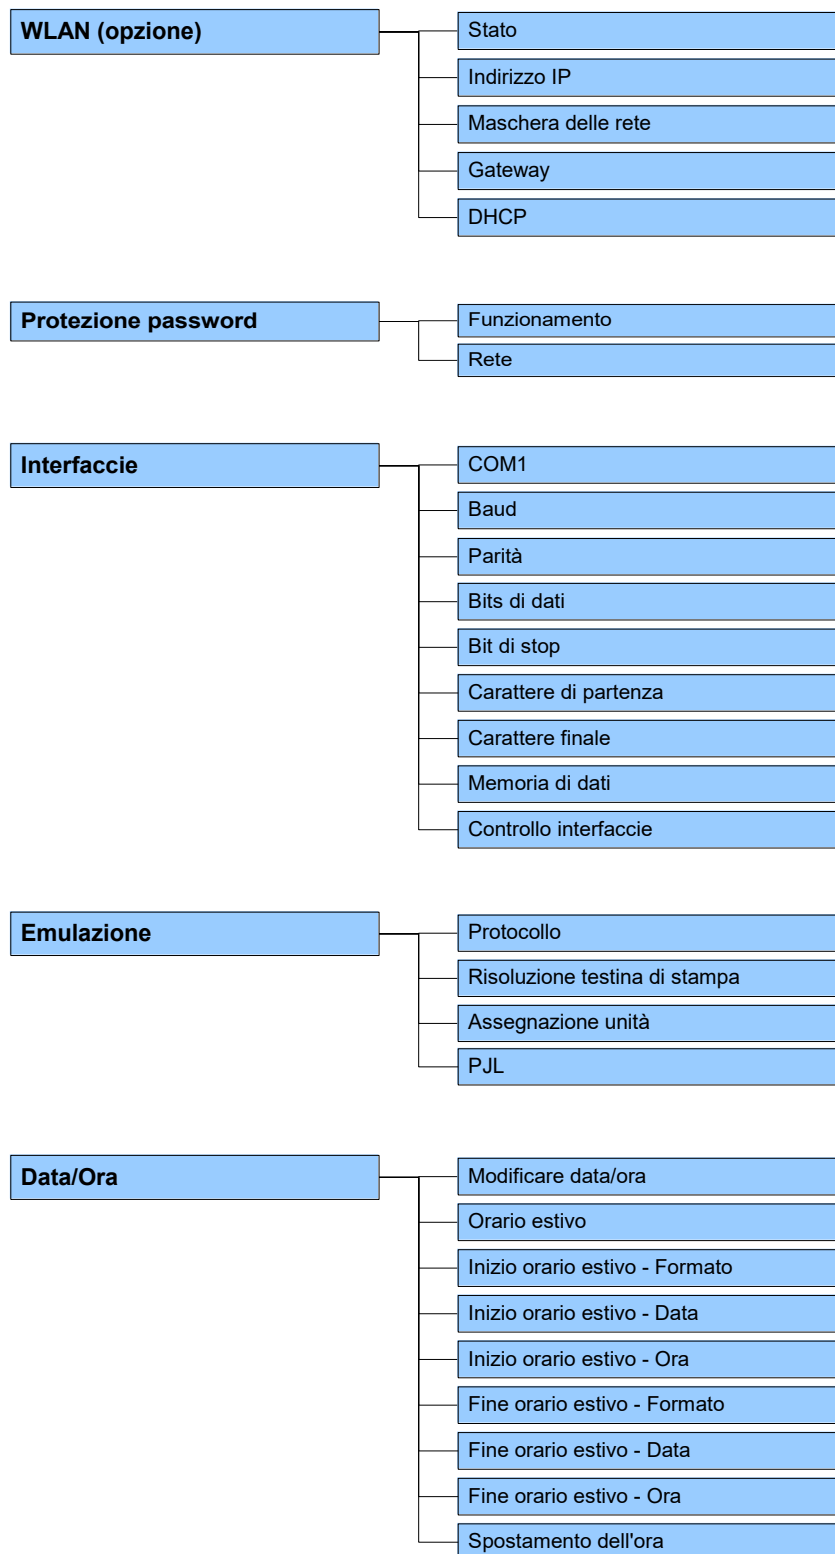 WLAN (opzione)
Stato
Indirizzo IP
Maschera delle rete
Gateway
DHCP
Protezione password
Funzionamento
Rete
Interfaccie
COM1
Baud
Parità
Bits di dati
Bit di stop
Carattere di partenza
Carattere finale
Memoria di dati
Controllo interfaccie
Emulazione
Protocollo
Risoluzione testina di stampa
Assegnazione unità
PJL
Data/Ora
Modificare data/ora
Orario estivo
Inizio orario estivo - Formato
Inizio orario estivo - Data
Inizio orario estivo - Ora
Fine orario estivo - Formato
Fine orario estivo - Data
Fine orario estivo - Ora
Spostamento dell'ora